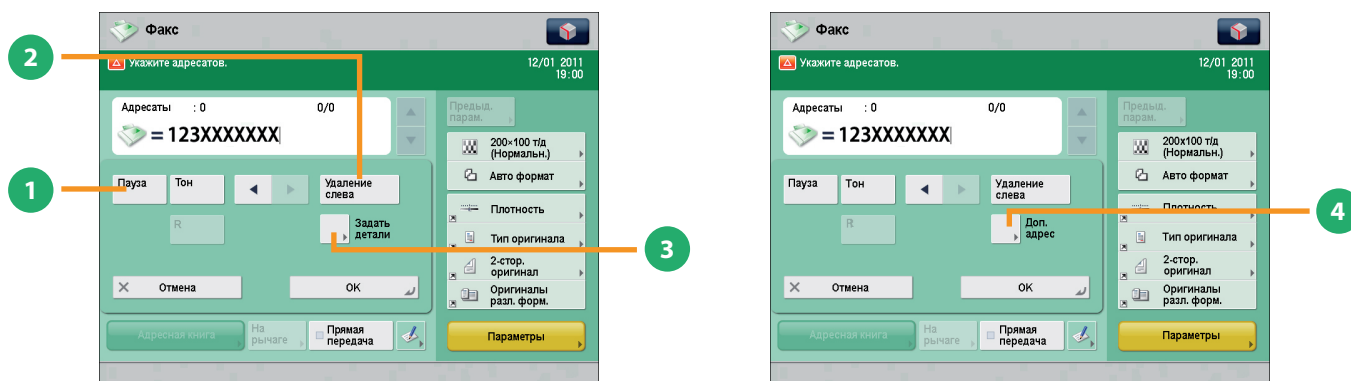 Факс
Укажите адресатов.
12/01 2011
19:00
Адресаты : 0 0/0
= 123XXXXXXX
Предыд.
парам.
200×100 т/д
(Нормальн.)
Авто формат
Пауза
Тон
Удаление
слева
R
Задать
детали
Плотность
Тип оригинала
2-стор.
оригинал
Оригиналы
разл. форм.
Отмена
OK
Адресная книга
На
рычаге
Прямая
передача
Параметры
1
2
3
Факс
Укажите адресатов.
12/01 2011
19:00
Адресаты : 0 0/0
= 123XXXXXXX
Предыд.
парам.
200x100 т/д
(Нормальн.)
Авто формат
Пауза
Тон
Удаление
слева
R
Доп.
адрес
Плотность
Тип оригинала
2-стор.
оригинал
Оригиналы
разл. форм.
Отмена
OK
Адресная книга
На
рычаге
Прямая
передача
Параметры
4